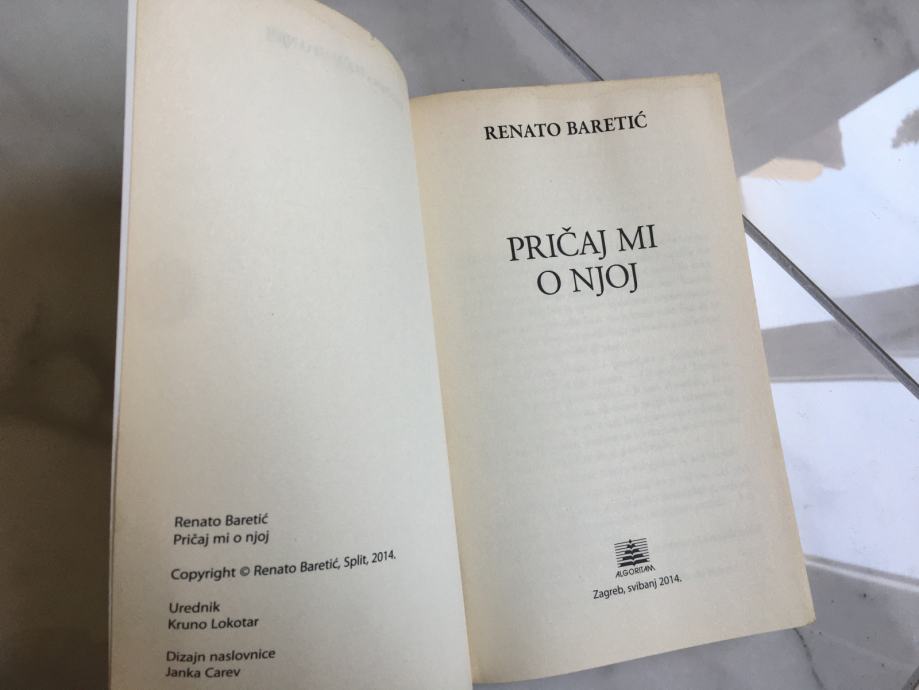 Renato Baretić
Pričaj mi o njoj
Copyright © Renato Baretić, Split, 2014.
Urednik
Kruno Lokotar
Dizajn naslovnice
Janka Carev
RENATO BARETIĆ
PRIČAJ MI
O NJOJ
ALGORITAM
Zagreb, svibanj 2014.